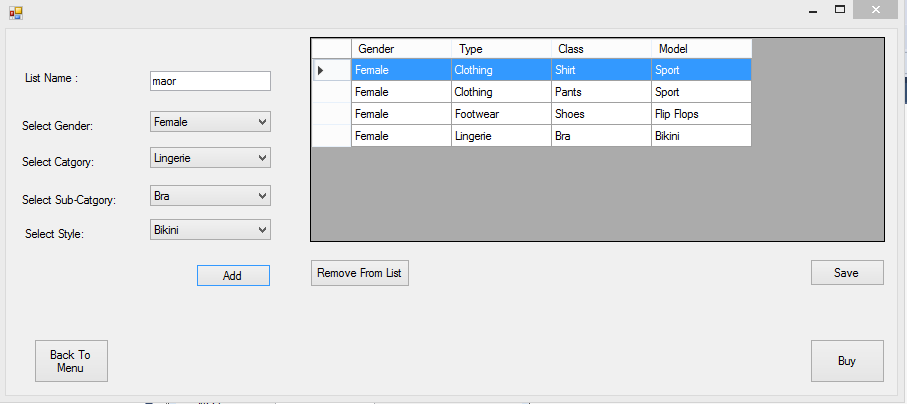 List Name :
maor
Select Gender:
Female
Select Catgory:
Lingerie
Select Sub-Catgory:
Bra
Select Style:
Bikini
Add
Gender Type Class Model
Female Clothing Shirt Sport
Female Clothing Pants Sport
Female Footwear Shoes Flip Flops
Female Lingerie Bra Bikini
Remove From List
Save
Back To
Menu
Buy